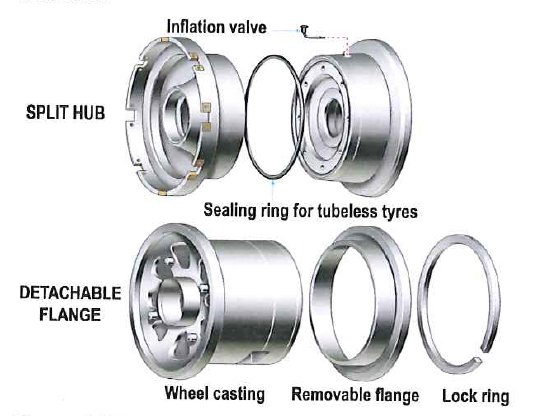 Inflation valve
SPLIT HUB
Sealing ring for tubeless tyres
DETACHABLE
FLANGE
Wheel casting
Removable flange
Lock ring